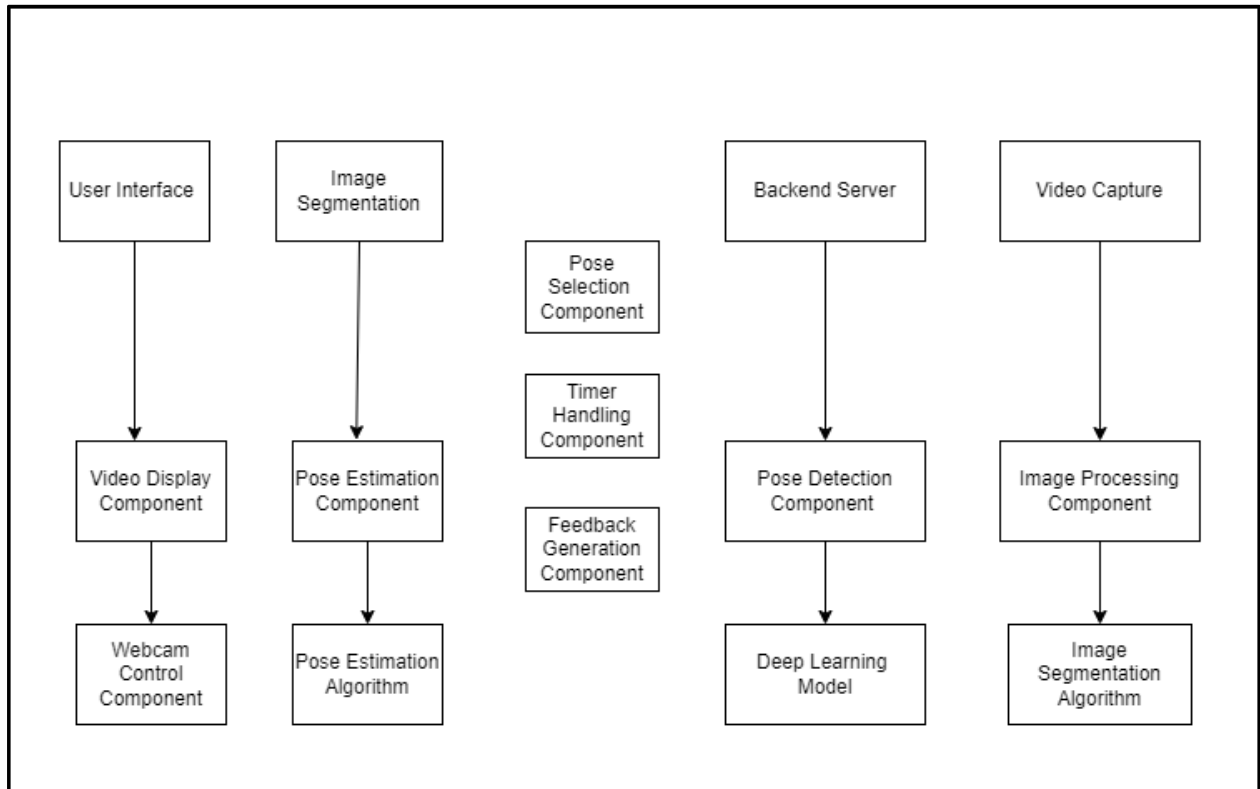 User Interface
Image
Segmentation
Backend Server
Video Capture
Pose
Selection
Component
Timer
Handling
Component
Video Display
Component
Pose Estimation
Component
Pose Detection
Component
Image Processing
Component
Feedback
Generation
Component
Webcam
Control
Component
Pose Estimation
Algorithm
Deep Learning
Model
Image
Segmentation
Algorithm